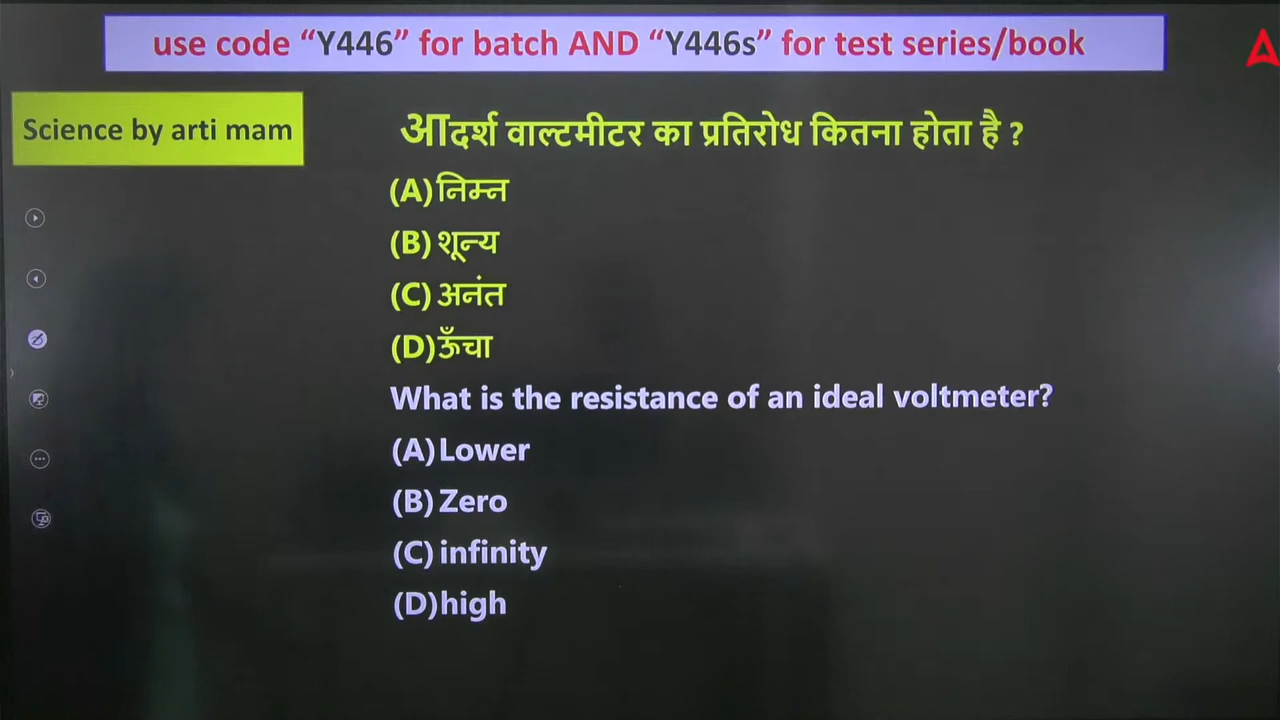 use code “Y446” for batch AND “Y446s” for test series/book
Science by arti mam
आदर्श वाल्टमीटर का प्रतिरोध कितना होता है ?
(A) निम्न
(B) शून्य
(C) अनंत
(D) ऊँचा
What is the resistance of an ideal voltmeter?
(A) Lower
(B) Zero
(C) infinity
(D) high